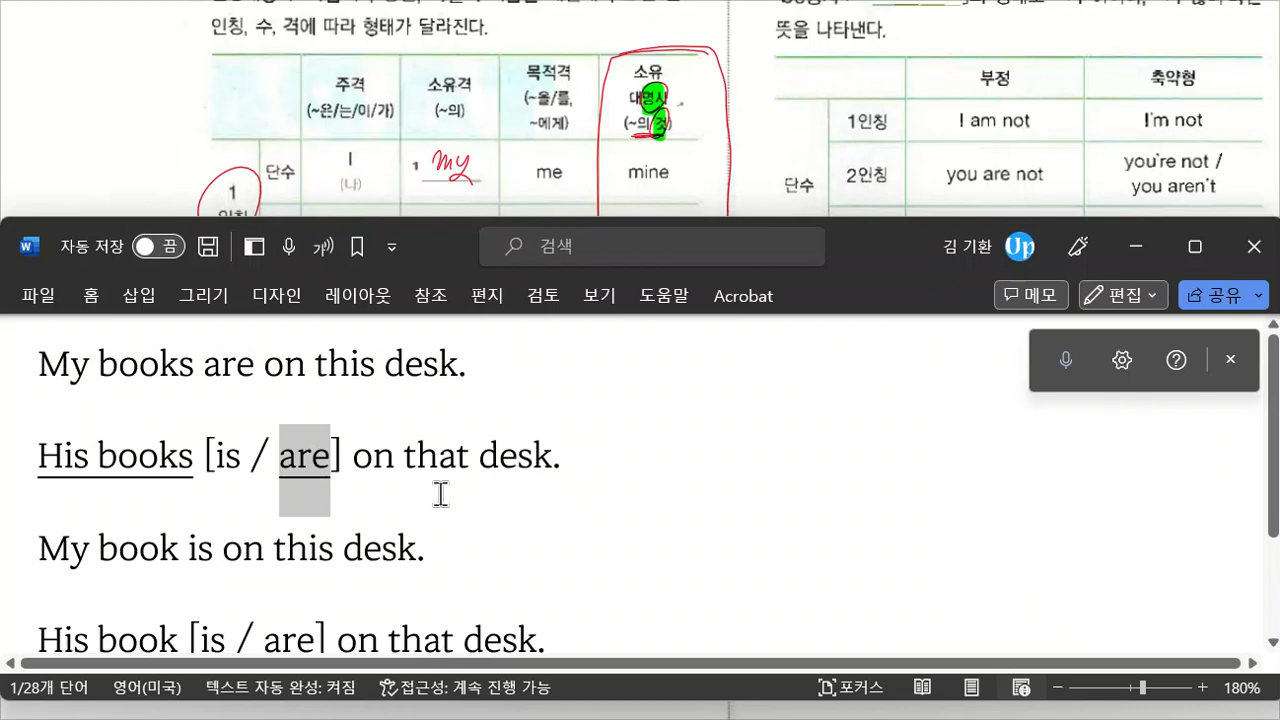 인칭, 수, 격에 따라 형태가 달라진다.
주격
(~은/는/이/가)
소유격
(~의)
목적격
(~을/를,
~에게)
소유
대명사
(~의 것)
1
인칭
단수
I
(나)
1 my
me
mine
뜻을 나타낸다.
부정
축약형
단수
1인칭
I am not
I'm not
2인칭
you are not
you're not /
you aren't
자동 저장
끔
가))
검색
김 기환
Up
파일
홈
삽입
그리기
디자인
레이아웃
참조
편지
검토
보기
도움말
Acrobat
메모
편집
공유
My books are on this desk.
His books [is / are] on that desk.
My book is on this desk.
His book [is / are] on that desk.
1/28개 단어
영어(미국)
텍스트 자동 완성: 켜짐
접근성: 계속 진행 가능
포커스
180%